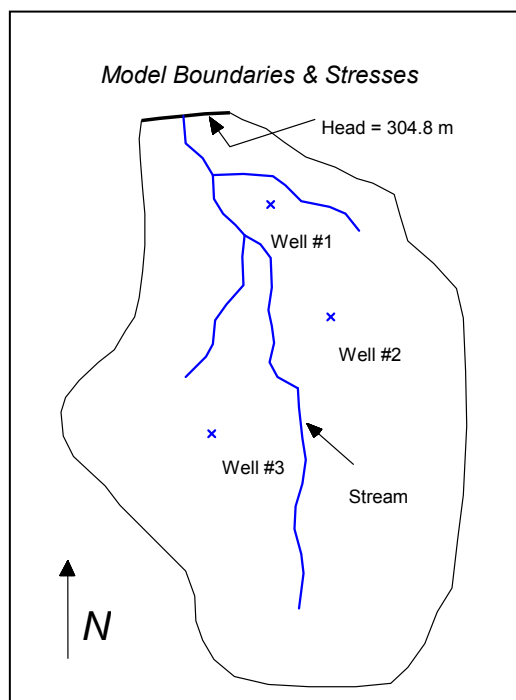 Model Boundaries & Stresses
Head = 304.8 m
Well #1
Well #2
Well #3
Stream
N